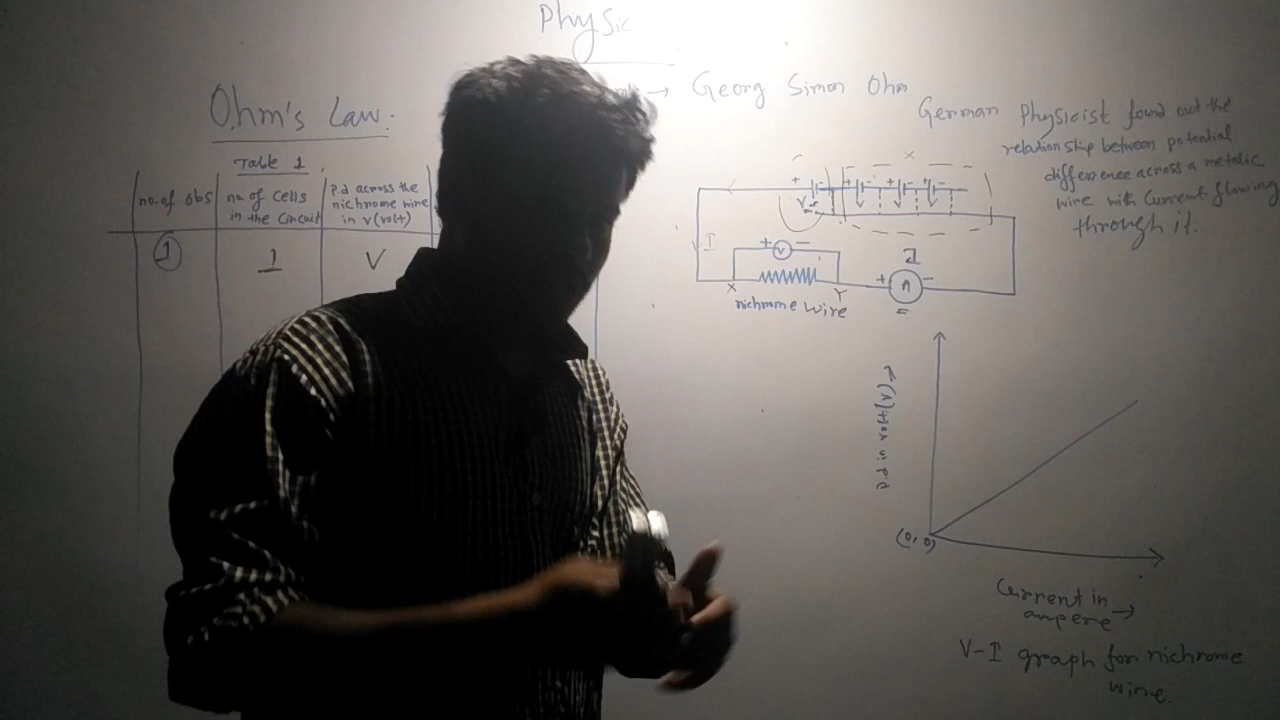 Physic
→ Georg Simon Ohm
Ohm's Law:
German Physicist found out the
relationship between potential
difference across a metalic
wire with current flowing
through it.
Table 1
no. of obs
no. of cells
in the circuit
p.d across the
nichrome wire
in v(volt)
1
1
V
X
+ -
+ -
+ -
+ -
I
+ V -
X
Y
nichrome wire
I
+ A -
P.d in volt(v) →
(0, 0)
Current in
ampere →
V-I graph for nichrome
wire.